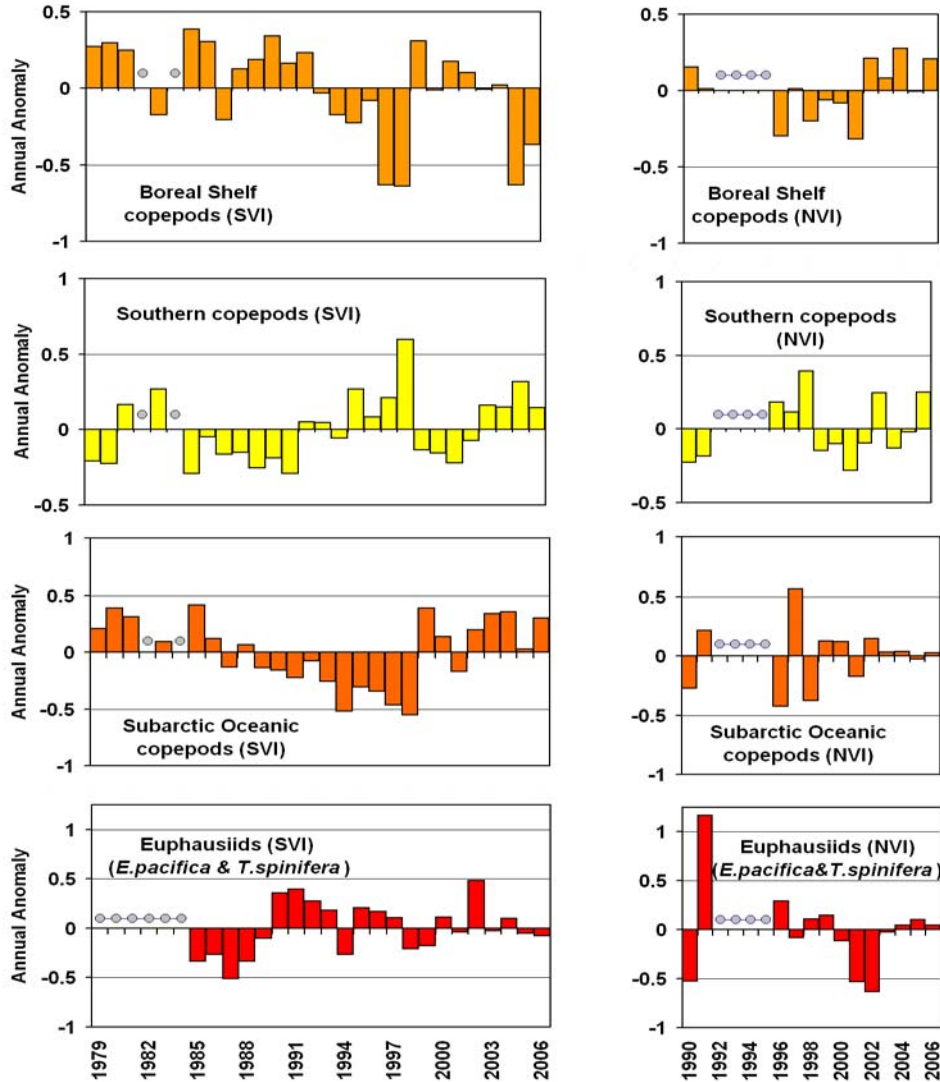 0.5
0
-0.5
-1
Annual Anomaly
Boreal Shelf
copepods (SVI)
0.5
0
-0.5
-1
Boreal Shelf
copepods (NVI)
1
0.5
0
-0.5
Annual Anomaly
Southern copepods (SVI)
1
0.5
0
-0.5
Southern copepods
(NVI)
1
0.5
0
-0.5
-1
Annual Anomaly
Subarctic Oceanic
copepods (SVI)
1
0.5
0
-0.5
-1
Subarctic Oceanic
copepods (NVI)
1
0.5
0
-0.5
-1
Annual Anomaly
Euphausiids (SVI)
(E.pacifica & T.spinifera)
1979
1982
1985
1988
1991
1994
1997
2000
2003
2006
1
0.5
0
-0.5
-1
Euphausiids (NVI)
(E.pacifica&T.spinifera)
1990
1992
1994
1996
1998
2000
2002
2004
2006